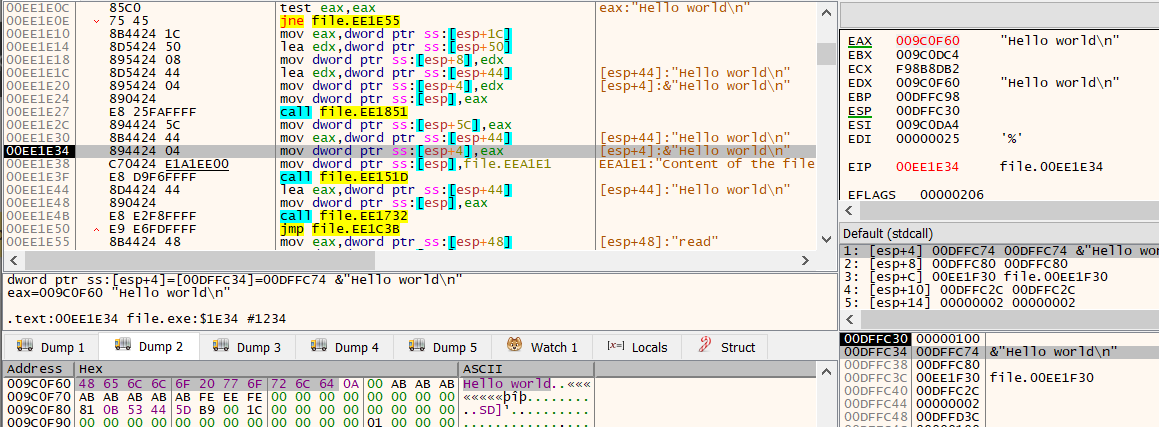 00EE1E0C 85C0 test eax,eax eax:"Hello world\n"
00EE1E0E 75 45 jne file.EE1E55
00EE1E10 8B4424 1C mov eax,dword ptr ss:[esp+1C]
00EE1E14 8D5424 50 lea edx,dword ptr ss:[esp+50]
00EE1E18 895424 08 mov dword ptr ss:[esp+8],edx
00EE1E1C 8D5424 44 lea edx,dword ptr ss:[esp+44] [esp+44]:"Hello world\n"
00EE1E20 895424 04 mov dword ptr ss:[esp+4],edx [esp+4]:&"Hello world\n"
00EE1E24 890424 mov dword ptr ss:[esp],eax
00EE1E27 E8 25FAFFFF call file.EE1851
00EE1E2C 894424 5C mov dword ptr ss:[esp+5C],eax
00EE1E30 8B4424 44 mov eax,dword ptr ss:[esp+44] [esp+44]:"Hello world\n"
00EE1E34 894424 04 mov dword ptr ss:[esp+4],eax [esp+4]:&"Hello world\n"
00EE1E38 C70424 E1A1EE00 mov dword ptr ss:[esp],file.EEA1E1 EEA1E1:"Content of the file
00EE1E3F E8 D9F6FFFF call file.EE151D
00EE1E44 8D4424 44 lea eax,dword ptr ss:[esp+44] [esp+44]:"Hello world\n"
00EE1E48 890424 mov dword ptr ss:[esp],eax
00EE1E4B E8 E2F8FFFF call file.EE1732
00EE1E50 E9 E6FDFFFF jmp file.EE1C3B
00EE1E55 8B4424 48 mov eax,dword ptr ss:[esp+48] [esp+48]:"read"
dword ptr ss:[esp+4]=[00DFFC34]=00DFFC74 &"Hello world\n"
eax=009C0F60 "Hello world\n"
.text:00EE1E34 file.exe:$1E34 #1234
EAX 009C0F60 "Hello world\n"
EBX 009C0DC4
ECX F98B8DB2
EDX 009C0F60 "Hello world\n"
EBP 00DFFC98
ESP 00DFFC30
ESI 009C0DA4
EDI 00000025 '%'
EIP 00EE1E34 file.00EE1E34
EFLAGS 00000206
Default (stdcall)
1: [esp+4] 00DFFC74 00DFFC74 &"Hello wo
2: [esp+8] 00DFFC80 00DFFC80
3: [esp+C] 00EE1F30 file.00EE1F30
4: [esp+10] 00DFFC2C 00DFFC2C
5: [esp+14] 00000002 00000002
Dump 1 Dump 2 Dump 3 Dump 4 Dump 5 Watch 1 [x=] Locals Struct
Address Hex ASCII
009C0F60 48 65 6C 6C 6F 20 77 6F 72 6C 64 0A 00 AB AB AB Hello world..«««
009C0F70 AB AB AB AB AB FE EE FE 00 00 00 00 00 00 00 00 «««««þîþ........
009C0F80 81 0B 53 44 5D B9 00 1C 00 00 00 00 00 00 00 00 ..SD]¹..........
009C0F90 00 00 00 00 00 00 00 00 00 00 00 00 01 00 00 00
00DFFC30 00000100
00DFFC34 00DFFC74 &"Hello world\n"
00DFFC38 00DFFC80
00DFFC3C 00EE1F30 file.00EE1F30
00DFFC40 00DFFC2C
00DFFC44 00000002
00DFFC48 00DFFD3C